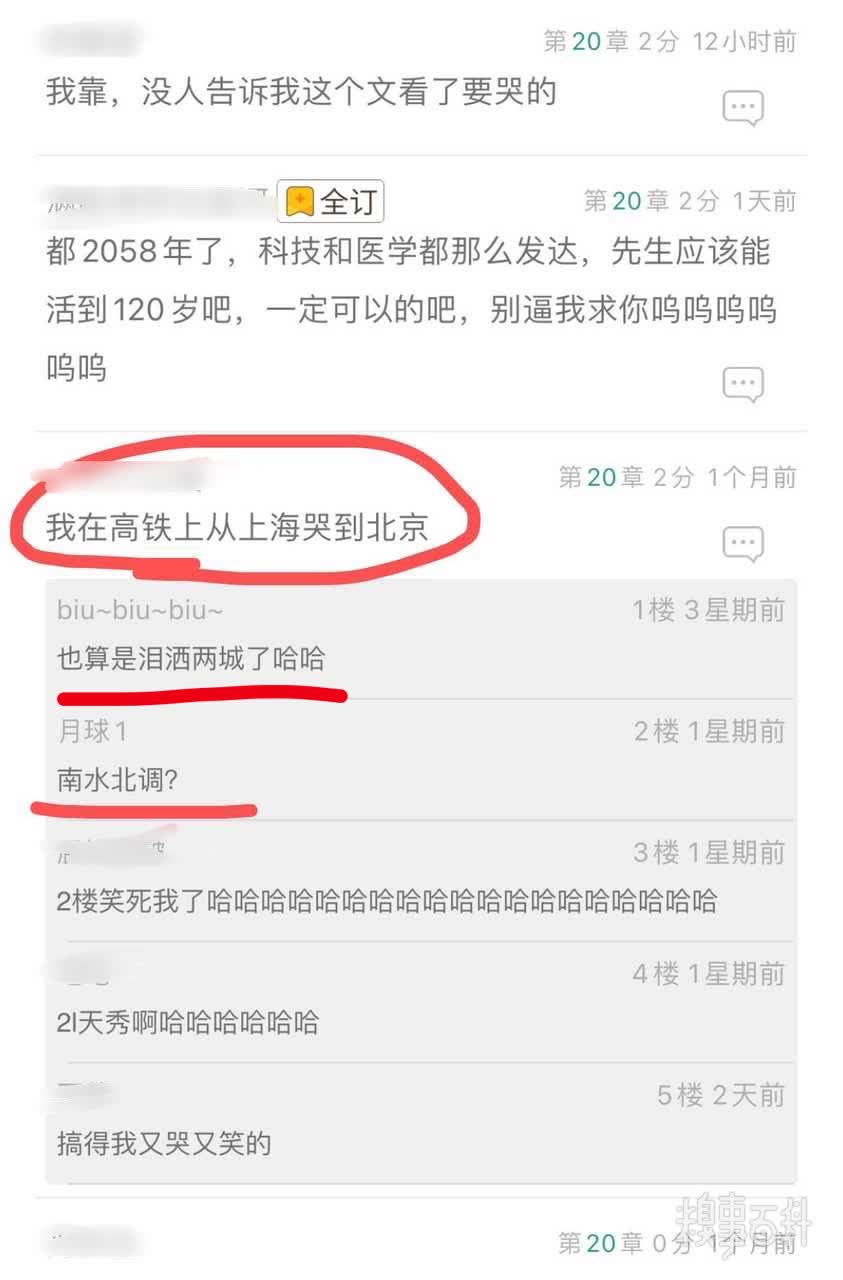 第20章 2分 12小时前
我靠，没人告诉我这个文看了要哭的
全订
第20章 2分 1天前
都2058年了，科技和医学都那么发达，先生应该能
活到120岁吧，一定可以的吧，别逼我求你呜呜呜呜
呜呜
第20章 2分 1个月前
我在高铁上从上海哭到北京
biu~biu~biu~ 1楼 3星期前
也算是泪洒两城了哈哈
月球1 2楼 1星期前
南水北调?
3楼 1星期前
2楼笑死我了哈哈哈哈哈哈哈哈哈哈哈哈哈哈哈哈哈哈哈
4楼 1星期前
2l天秀啊哈哈哈哈哈哈
5楼 2天前
搞得我又哭又笑的
第20章 0分 1个月前
搜事百科